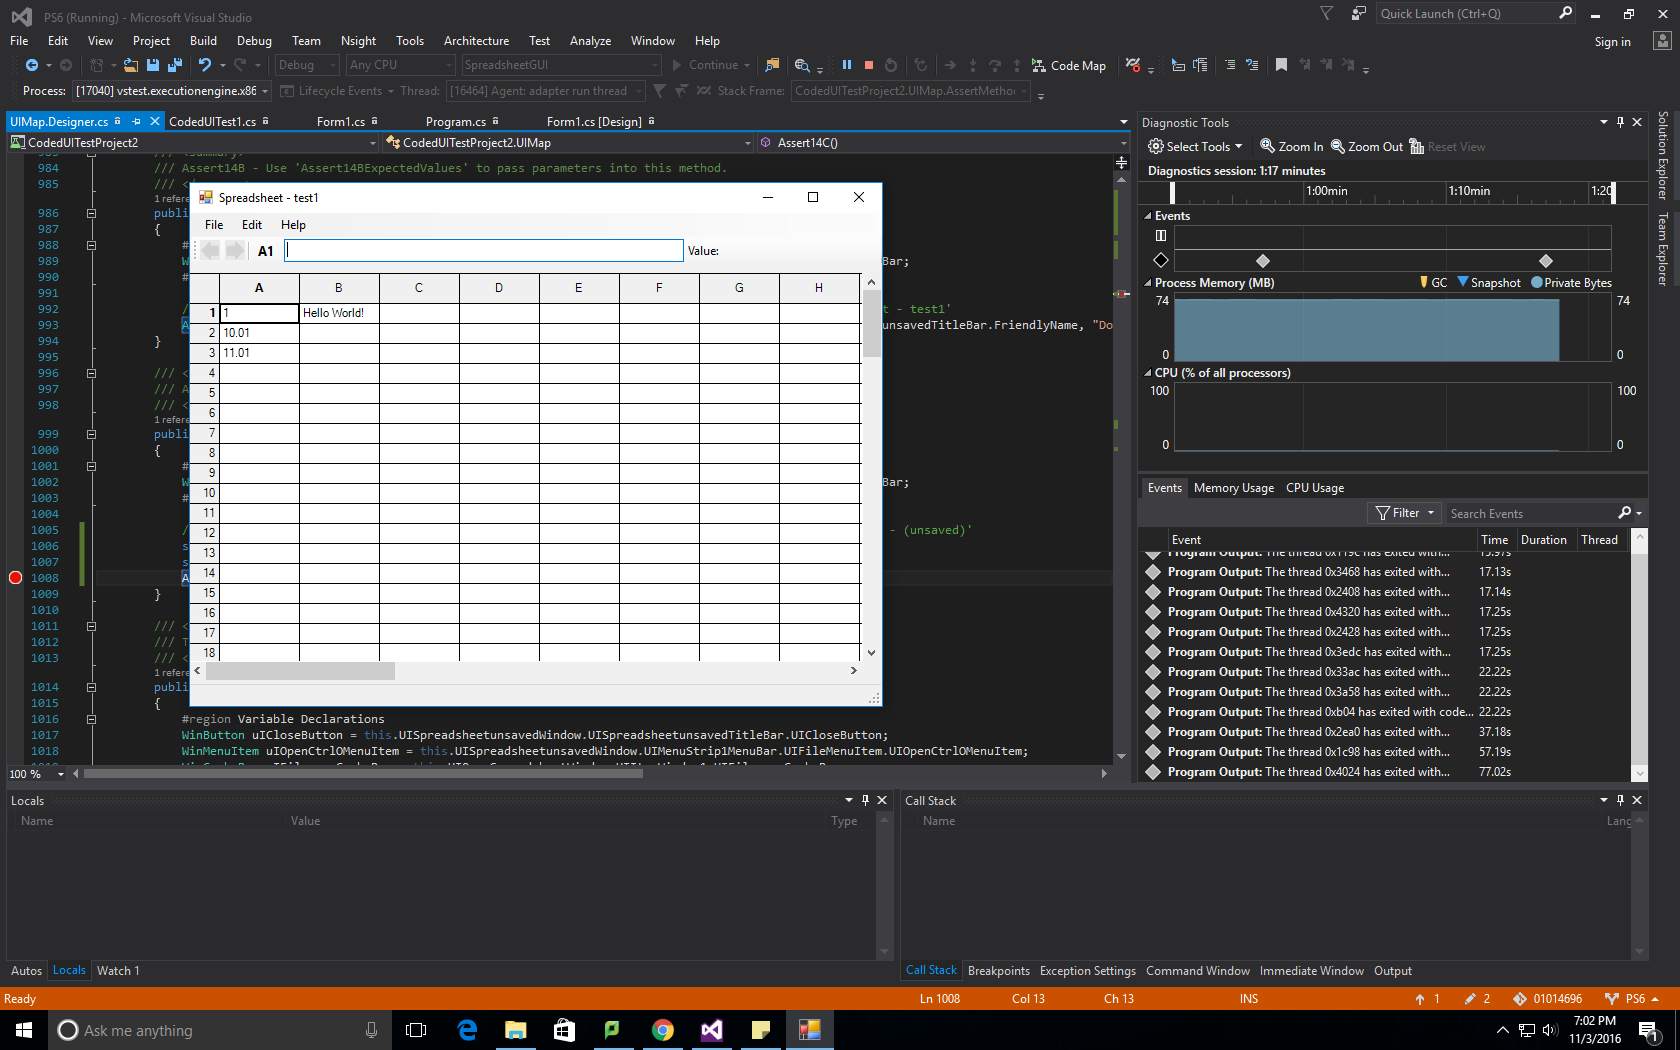 PS6 (Running) - Microsoft Visual Studio
Quick Launch (Ctrl+Q)
File Edit View Project Build Debug Team Nsight Tools Architecture Test Analyze Window Help
Sign in
Debug Any CPU SpreadsheetGUI Continue Code Map
Process: [17040] vstest.executionengine.x86 Lifecycle Events Thread: [16464] Agent: adapter run thread Stack Frame: CodedUITestProject2.UIMap.AssertMetho
UIMap.Designer.cs CodedUITest1.cs Form1.cs Program.cs Form1.cs [Design]
CodedUITestProject2 CodedUITestProject2.UIMap Assert14C()
984 /// Assert14B - Use 'Assert14BExpectedValues' to pass parameters into this method.
985 ///
1 refere
986 publi
987 {
988 #
989 W Bar;
990 #
991
992 / t - test1'
993 A unsavedTitleBar.FriendlyName, "Do
994 }
995
996 /// <
997 /// A
998 /// <
1 refere
999 publi
1000 {
1001 #
1002 W Bar;
1003 #
1004
1005 / - (unsaved)'
1006 s
1007 s
1008 A
1009 }
1010
1011 /// <
1012 /// T
1013 /// <
1 refere
1014 publi
1015 {
1016 #region Variable Declarations
1017 WinButton uICloseButton = this.UISpreadsheetunsavedWindow.UISpreadsheetunsavedTitleBar.UICloseButton;
1018 WinMenuItem uIOpenCtrlOMenuItem = this.UISpreadsheetunsavedWindow.UIMenuStrip1MenuBar.UIFileMenuItem.UIOpenCtrlOMenuItem;
100 %
Spreadsheet - test1
File Edit Help
A1 Value:
A B C D E F G H
1 1 Hello World!
2 10.01
3 11.01
4
5
6
7
8
9
10
11
12
13
14
15
16
17
18
Diagnostic Tools
Select Tools Zoom In Zoom Out Reset View
Diagnostics session: 1:17 minutes
1:00min 1:10min 1:20
Events
Process Memory (MB) GC Snapshot Private Bytes
74 74
0 0
CPU (% of all processors)
100 100
0 0
Events Memory Usage CPU Usage
Filter Search Events
Event Time Duration Thread
Program Output: The thread 0x119c has exited with... 15.97s
Program Output: The thread 0x3468 has exited with... 17.13s
Program Output: The thread 0x2408 has exited with... 17.14s
Program Output: The thread 0x4320 has exited with... 17.25s
Program Output: The thread 0x2428 has exited with... 17.25s
Program Output: The thread 0x3edc has exited with... 17.25s
Program Output: The thread 0x33ac has exited with... 22.22s
Program Output: The thread 0x3a58 has exited with... 22.22s
Program Output: The thread 0xb04 has exited with code... 22.22s
Program Output: The thread 0x2ea0 has exited with... 37.18s
Program Output: The thread 0x1c98 has exited with... 57.19s
Program Output: The thread 0x4024 has exited with... 77.02s
Solution Explorer
Team Explorer
Locals
Name Value Type
Call Stack
Name Lang
Autos Locals Watch 1
Call Stack Breakpoints Exception Settings Command Window Immediate Window Output
Ready Ln 1008 Col 13 Ch 13 INS 1 2 01014696 PS6
Ask me anything
7:02 PM
11/3/2016
1